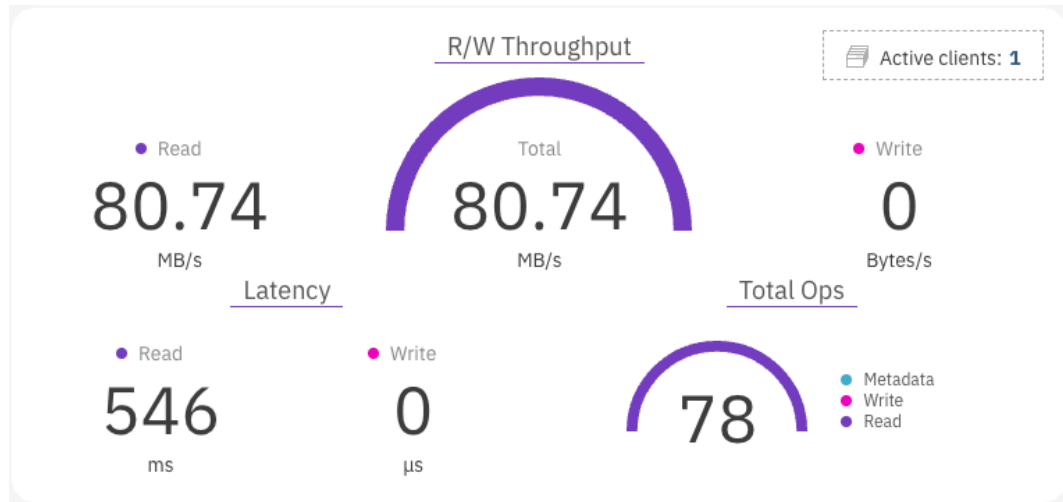 R/W Throughput
Active clients: 1
Read
Total
Write
80.74
80.74
0
MB/s
MB/s
Bytes/s
Latency
Total Ops
Read
Write
546
0
ms
µs
78
Metadata
Write
Read